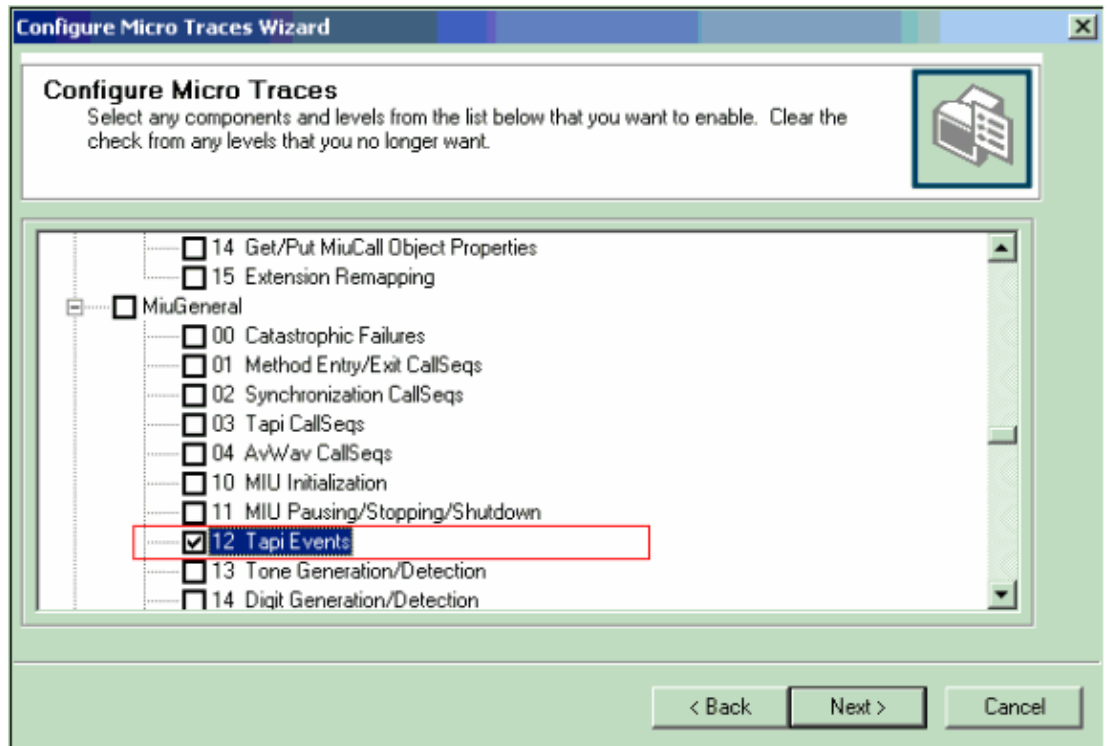 Configure Micro Traces Wizard
Configure Micro Traces
Select any components and levels from the list below that you want to enable. Clear the
check from any levels that you no longer want.
14 Get/Put MiuCall Object Properties
15 Extension Remapping
MiuGeneral
00 Catastrophic Failures
01 Method Entry/Exit CallSeqs
02 Synchronization CallSeqs
03 Tapi CallSeqs
04 AvWav CallSeqs
10 MIU Initialization
11 MIU Pausing/Stopping/Shutdown
12 Tapi Events
13 Tone Generation/Detection
14 Digit Generation/Detection
< Back Next > Cancel